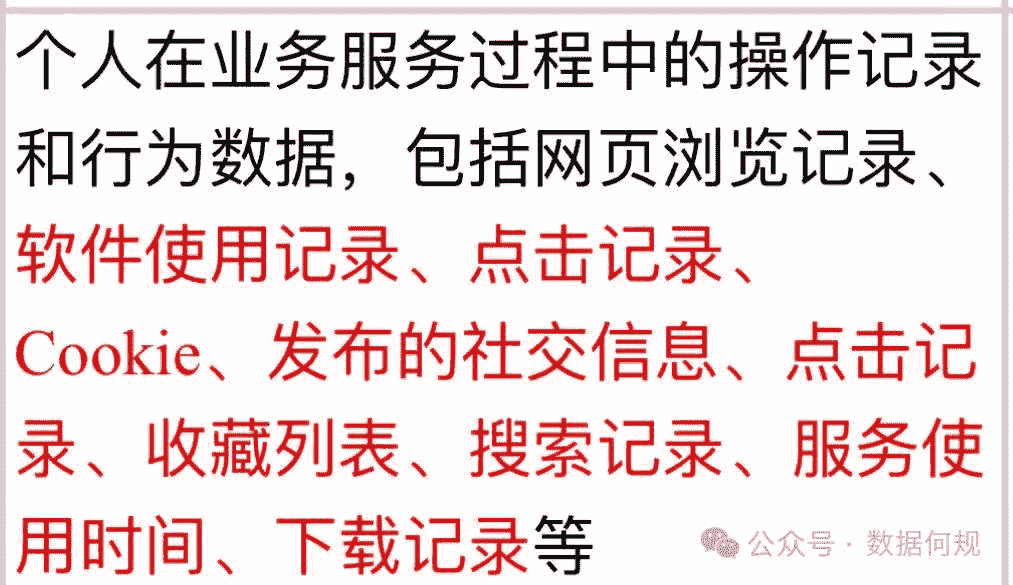 个人在业务服务过程中的操作记录
和行为数据，包括网页浏览记录、
软件使用记录、点击记录、
Cookie、发布的社交信息、点击记
录、收藏列表、搜索记录、服务使
用时间、下载记录等
公众号·数据何规